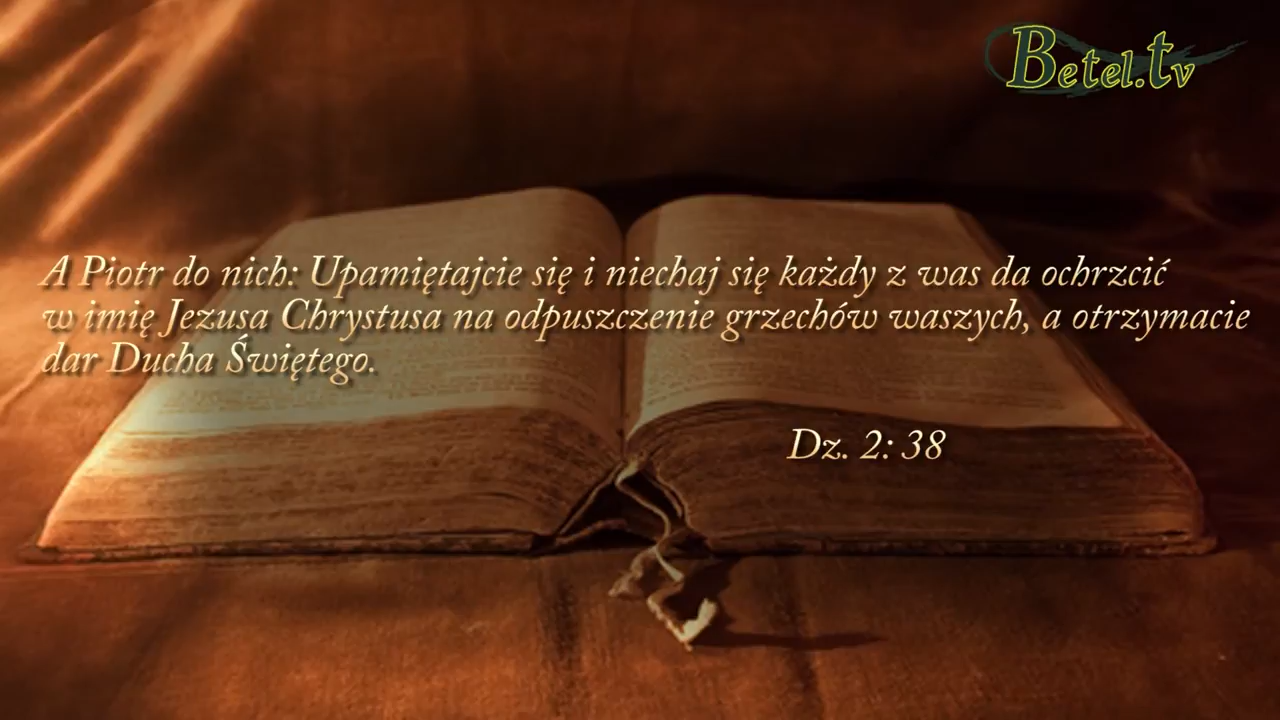 Betel.tv
A Piotr do nich: Upamiętajcie się i niechaj się każdy z was da ochrzcić
w imię Jezusa Chrystusa na odpuszczenie grzechów waszych, a otrzymacie
dar Ducha Świętego.
Dz. 2: 38